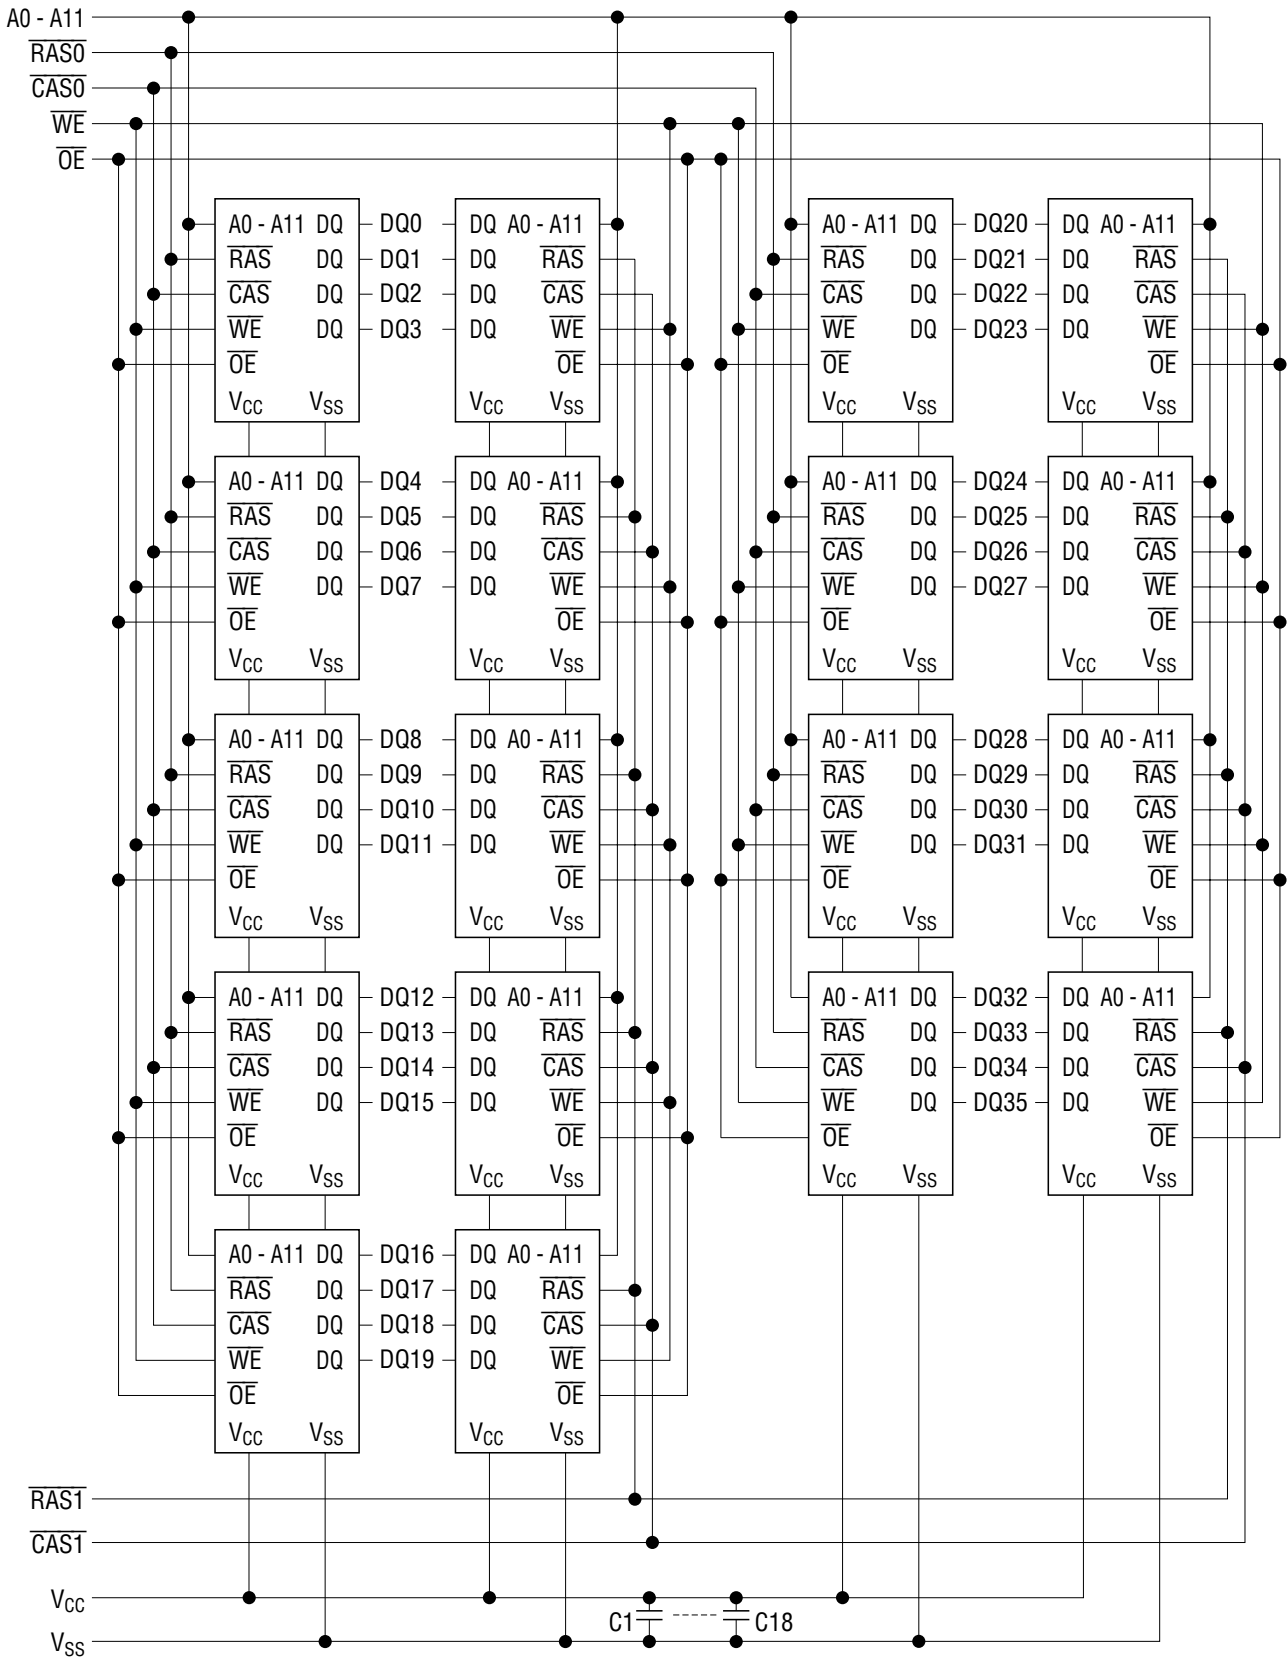 A0 - A11
RAS0
CAS0
WE
OE
A0 - A11 DQ DQ0 DQ A0 - A11 A0 - A11 DQ DQ20 DQ A0 - A11
RAS DQ DQ1 DQ RAS RAS DQ DQ21 DQ RAS
CAS DQ DQ2 DQ CAS CAS DQ DQ22 DQ CAS
WE DQ DQ3 DQ WE WE DQ DQ23 DQ WE
OE OE OE OE
VCC VSS VCC VSS VCC VSS VCC VSS
A0 - A11 DQ DQ4 DQ A0 - A11 A0 - A11 DQ DQ24 DQ A0 - A11
RAS DQ DQ5 DQ RAS RAS DQ DQ25 DQ RAS
CAS DQ DQ6 DQ CAS CAS DQ DQ26 DQ CAS
WE DQ DQ7 DQ WE WE DQ DQ27 DQ WE
OE OE OE OE
VCC VSS VCC VSS VCC VSS VCC VSS
A0 - A11 DQ DQ8 DQ A0 - A11 A0 - A11 DQ DQ28 DQ A0 - A11
RAS DQ DQ9 DQ RAS RAS DQ DQ29 DQ RAS
CAS DQ DQ10 DQ CAS CAS DQ DQ30 DQ CAS
WE DQ DQ11 DQ WE WE DQ DQ31 DQ WE
OE OE OE OE
VCC VSS VCC VSS VCC VSS VCC VSS
A0 - A11 DQ DQ12 DQ A0 - A11 A0 - A11 DQ DQ32 DQ A0 - A11
RAS DQ DQ13 DQ RAS RAS DQ DQ33 DQ RAS
CAS DQ DQ14 DQ CAS CAS DQ DQ34 DQ CAS
WE DQ DQ15 DQ WE WE DQ DQ35 DQ WE
OE OE OE OE
VCC VSS VCC VSS VCC VSS VCC VSS
A0 - A11 DQ DQ16 DQ A0 - A11
RAS DQ DQ17 DQ RAS
CAS DQ DQ18 DQ CAS
WE DQ DQ19 DQ WE
OE OE
VCC VSS VCC VSS
RAS1
CAS1
VCC
C1 C18
VSS